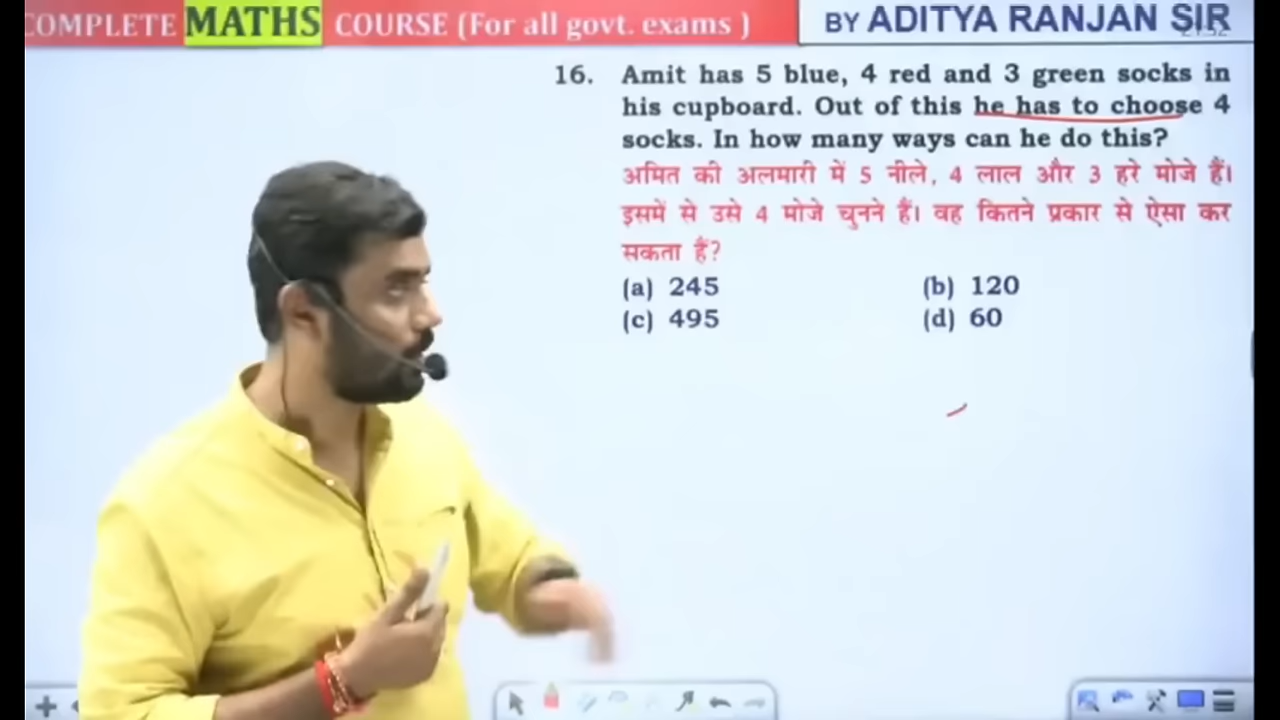 COMPLETE MATHS COURSE (For all govt. exams )
BY ADITYA RANJAN SIR
16. Amit has 5 blue, 4 red and 3 green socks in
his cupboard. Out of this he has to choose 4
socks. In how many ways can he do this?
अमित की अलमारी में 5 नीले, 4 लाल और 3 हरे मोजे हैं।
इसमें से उसे 4 मोजे चुनने हैं। वह कितने प्रकार से ऐसा कर
सकता हैं?
(a) 245 (b) 120
(c) 495 (d) 60